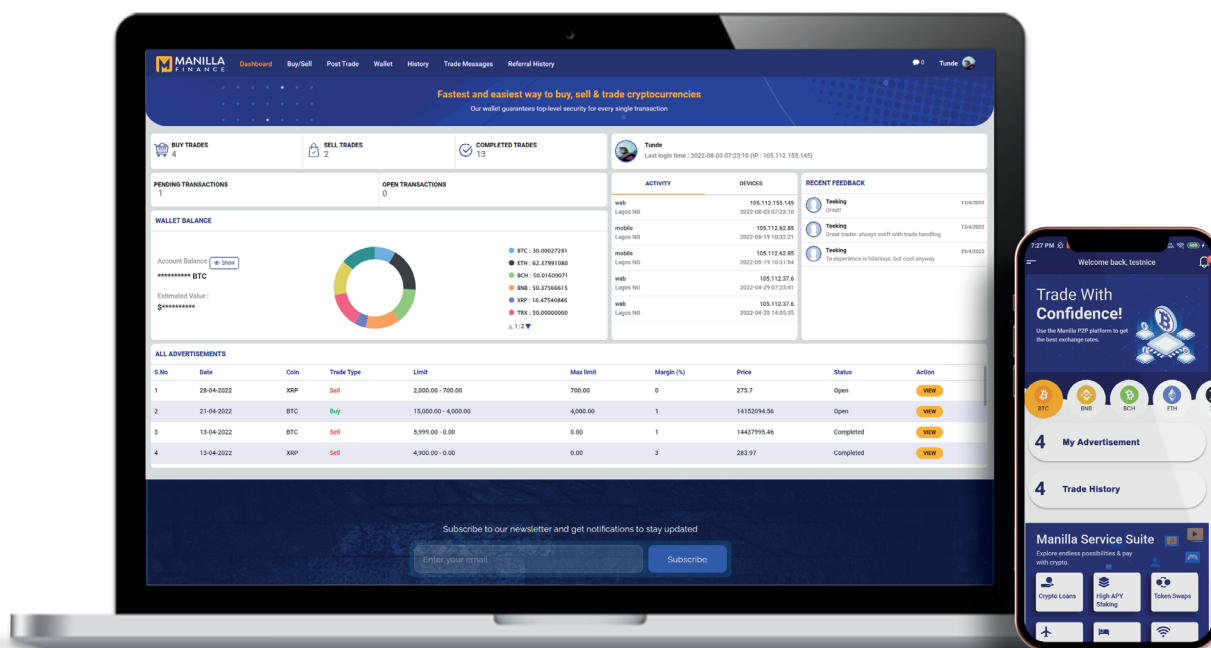 MANILLA
FINANCE
Dashboard Buy/Sell Post Trade Wallet History Trade Messages Referral History
0 Tunde
Fastest and easiest way to buy, sell & trade cryptocurrencies
Our wallet guarantees top-level security for every single transaction
BUY TRADES
4
SELL TRADES
2
COMPLETED TRADES
13
Tunde
Last login time : 2022-08-03 07:23:10 (IP : 105.112.155.145)
PENDING TRANSACTIONS
1
OPEN TRANSACTIONS
0
WALLET BALANCE
Account Balance Show
********** BTC
Estimated Value :
$**********
BTC : 30.00027281
ETH : 62.37991080
BCH : 50.01609071
BNB : 50.37566615
XRP : 16.47540846
TRX : 50.00000000
1/2
ACTIVITY DEVICES
web 105.112.155.145
Lagos NG 2022-08-03 07:23:10
mobile 105.112.62.85
Lagos NG 2022-05-19 10:32:21
mobile 105.112.62.85
Lagos NG 2022-05-19 10:31:54
web 105.112.37.6
Lagos NG 2022-04-29 07:23:41
web 105.112.37.6
Lagos NG 2022-04-28 14:05:35
RECENT FEEDBACK
Teeking 13/4/2022
Great!
Teeking 13/4/2022
Great trader. always swift with trade handling
Teeking 29/4/2022
Te experience is hilarious, but cool anyway
ALL ADVERTISEMENTS
S.No Date Coin Trade Type Limit Max limit Margin (%) Price Status Action
1 28-04-2022 XRP Sell 2,000.00 - 700.00 700.00 0 275.7 Open VIEW
2 21-04-2022 BTC Buy 15,000.00 - 4,000.00 4,000.00 1 14152094.56 Open VIEW
3 13-04-2022 BTC Sell 5,999.00 - 0.00 0.00 1 14437995.46 Completed VIEW
4 13-04-2022 XRP Sell 4,900.00 - 0.00 0.00 3 283.97 Completed VIEW
Subscribe to our newsletter and get notifications to stay updated
Enter your email Subscribe
7:27 PM
Welcome back, testnice
Trade With
Confidence!
Use the Manilla P2P platform to get
the best exchange rates.
BTC BNB BCH ETH
4 My Advertisement
4 Trade History
Manilla Service Suite
Explore endless possibilities & pay
with crypto.
Crypto Loans
High APY
Staking
Token Swaps